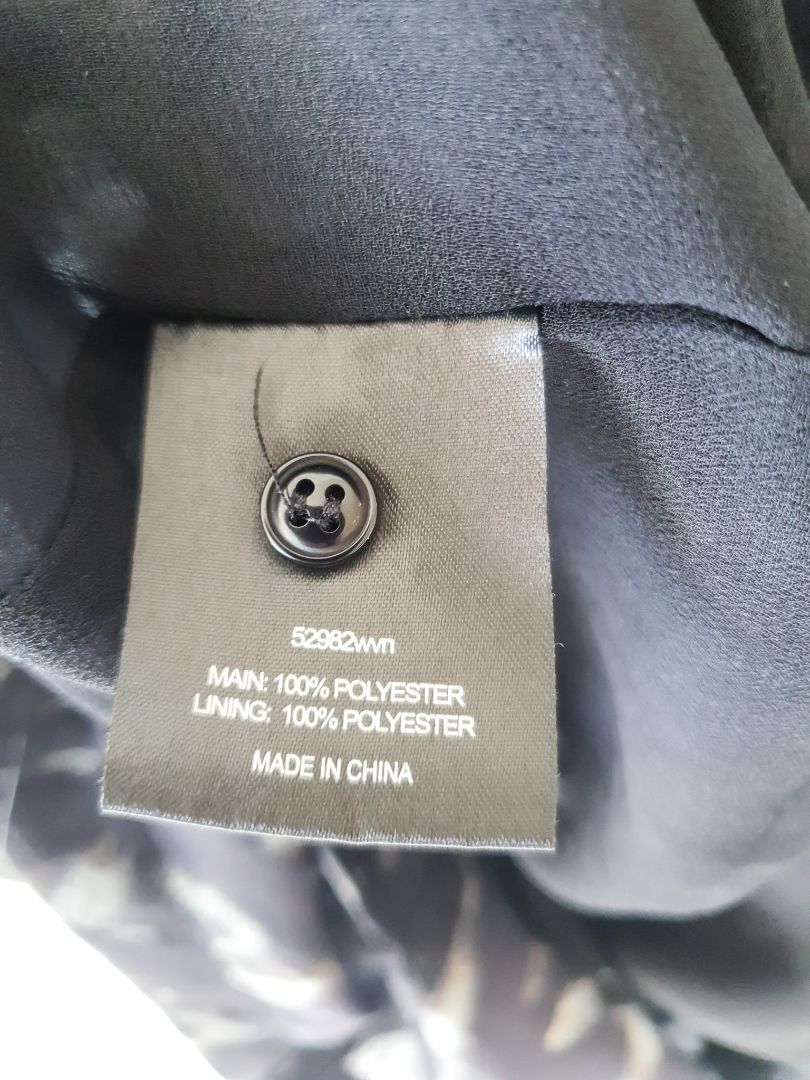 52982wvn
MAIN: 100% POLYESTER
LINING: 100% POLYESTER
MADE IN CHINA